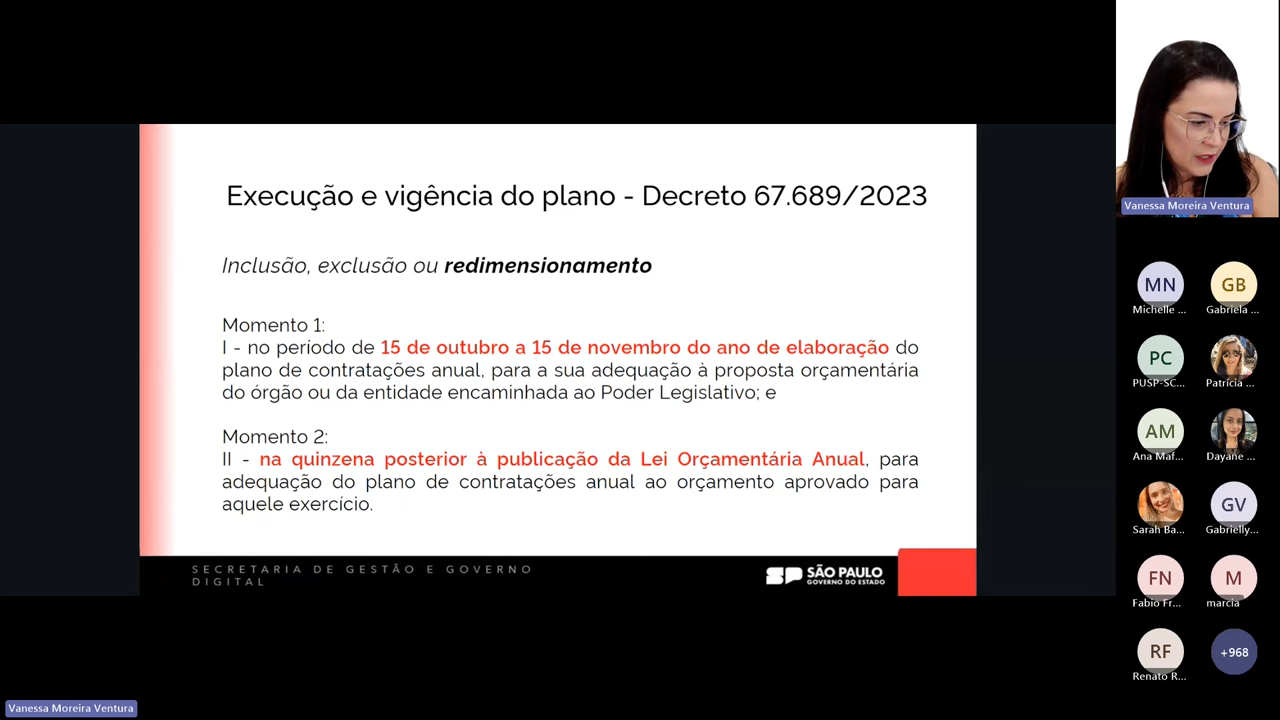 Execução e vigência do plano - Decreto 67.689/2023
Inclusão, exclusão ou redimensionamento
Momento 1:
I - no período de 15 de outubro a 15 de novembro do ano de elaboração do
plano de contratações anual, para a sua adequação à proposta orçamentária
do órgão ou da entidade encaminhada ao Poder Legislativo; e
Momento 2:
II - na quinzena posterior à publicação da Lei Orçamentária Anual, para
adequação do plano de contratações anual ao orçamento aprovado para
aquele exercício.
SECRETARIA DE GESTÃO E GOVERNO
DIGITAL
SP SÃO PAULO
GOVERNO DO ESTADO
Vanessa Moreira Ventura
MN
Michelle ...
GB
Gabriela ...
PC
PUSP-SC...
Patrícia ...
AM
Ana Maf...
Dayane ...
Sarah Ba...
GV
Gabrielly...
FN
Fabio Fr...
M
marcia
RF
Renato R...
+968
Vanessa Moreira Ventura